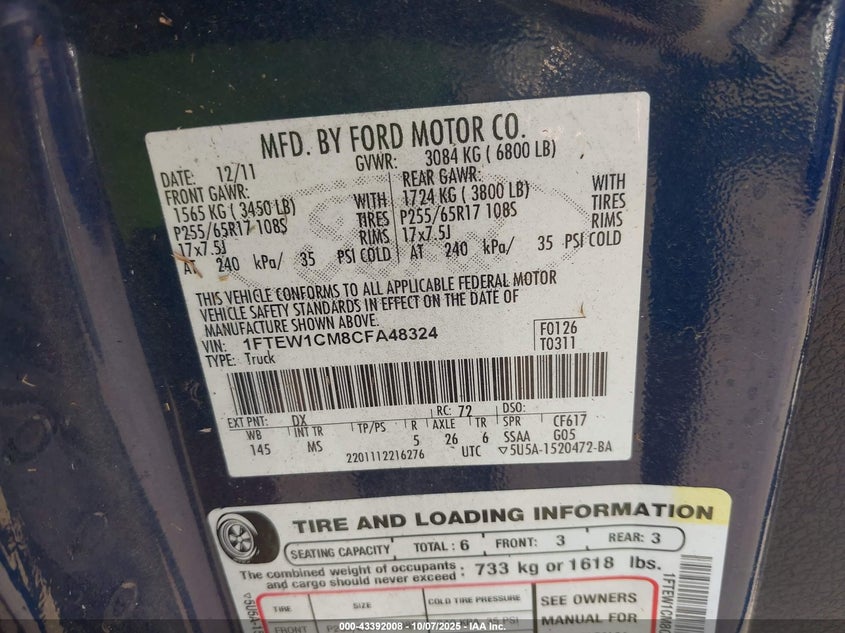 MFD. BY FORD MOTOR CO.
DATE: 12/11 GVWR: 3084 KG ( 6800 LB)
FRONT GAWR: REAR GAWR:
1565 KG ( 3450 LB) WITH 1724 KG ( 3800 LB) WITH
P255/65R17 108S TIRES P255/65R17 108S TIRES
17x7.5J RIMS 17x7.5J RIMS
AT 240 kPa/ 35 PSI COLD AT 240 kPa/ 35 PSI COLD
THIS VEHICLE CONFORMS TO ALL APPLICABLE FEDERAL MOTOR
VEHICLE SAFETY STANDARDS IN EFFECT ON THE DATE OF
MANUFACTURE SHOWN ABOVE.
VIN: 1FTEW1CM8CFA48324 F0126
TYPE: Truck T0311
EXT PNT: DX RC: 72 DSO:
WB INT TR TP/PS R AXLE TR SPR CF617
145 MS 5 26 6 SSAA G05
2201112216276 UTC ▽5U5A-1520472-BA
TIRE AND LOADING INFORMATION
SEATING CAPACITY TOTAL: 6 FRONT: 3 REAR: 3
The combined weight of occupants and cargo should never exceed : 733 kg or 1618 lbs.
TIRE SIZE COLD TIRE PRESSURE SEE OWNERS
FRONT PSI MANUAL FOR
No. 000-43392008 - 10/07/2025 - IAA Inc.